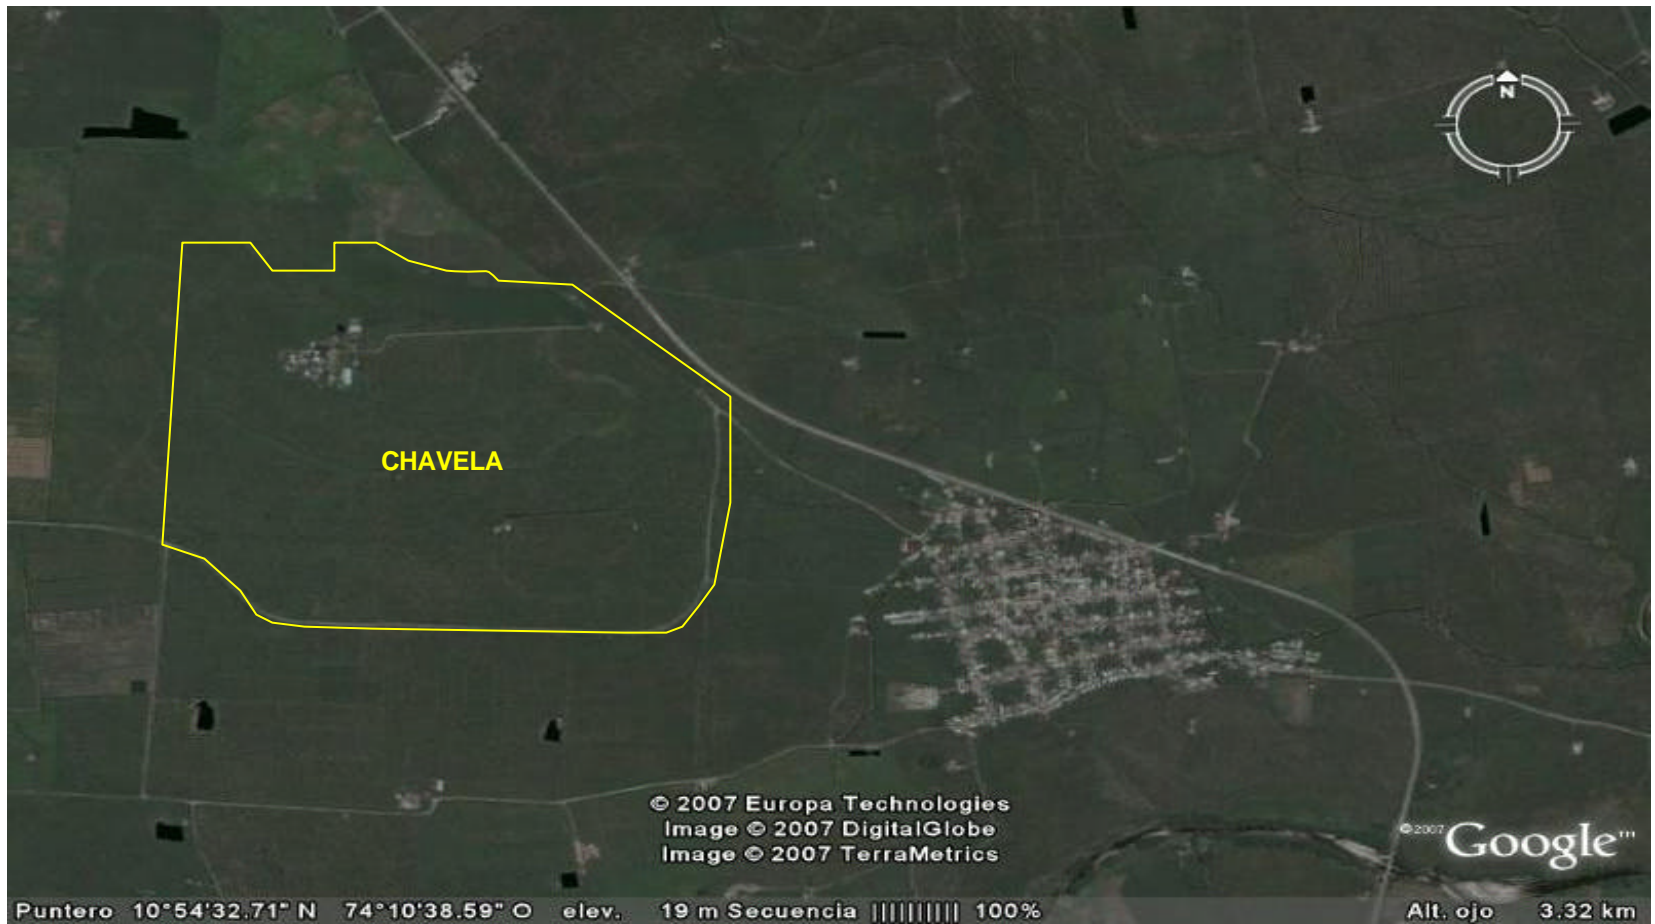 N
CHAVELA
© 2007 Europa Technologies
Image © 2007 DigitalGlobe
Image © 2007 TerraMetrics
©2007 Google™
Puntero 10°54'32.71" N 74°10'38.59" O elev. 19 m Secuencia |||||||||| 100% Alt. ojo 3.32 km